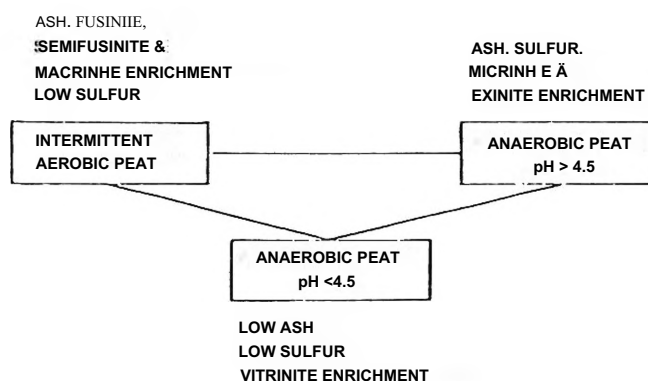 ASH. FUSINIIE,
SEMIFUSINITE &
MACRINHE ENRICHMENT
LOW SULFUR
ASH. SULFUR.
MICRINH E Ä
EXINITE ENRICHMENT
INTERMITTENT
AEROBIC PEAT
ANAEROBIC PEAT
pH > 4.5
ANAEROBIC PEAT
pH <4.5
LOW ASH
LOW SULFUR
VITRINITE ENRICHMENT